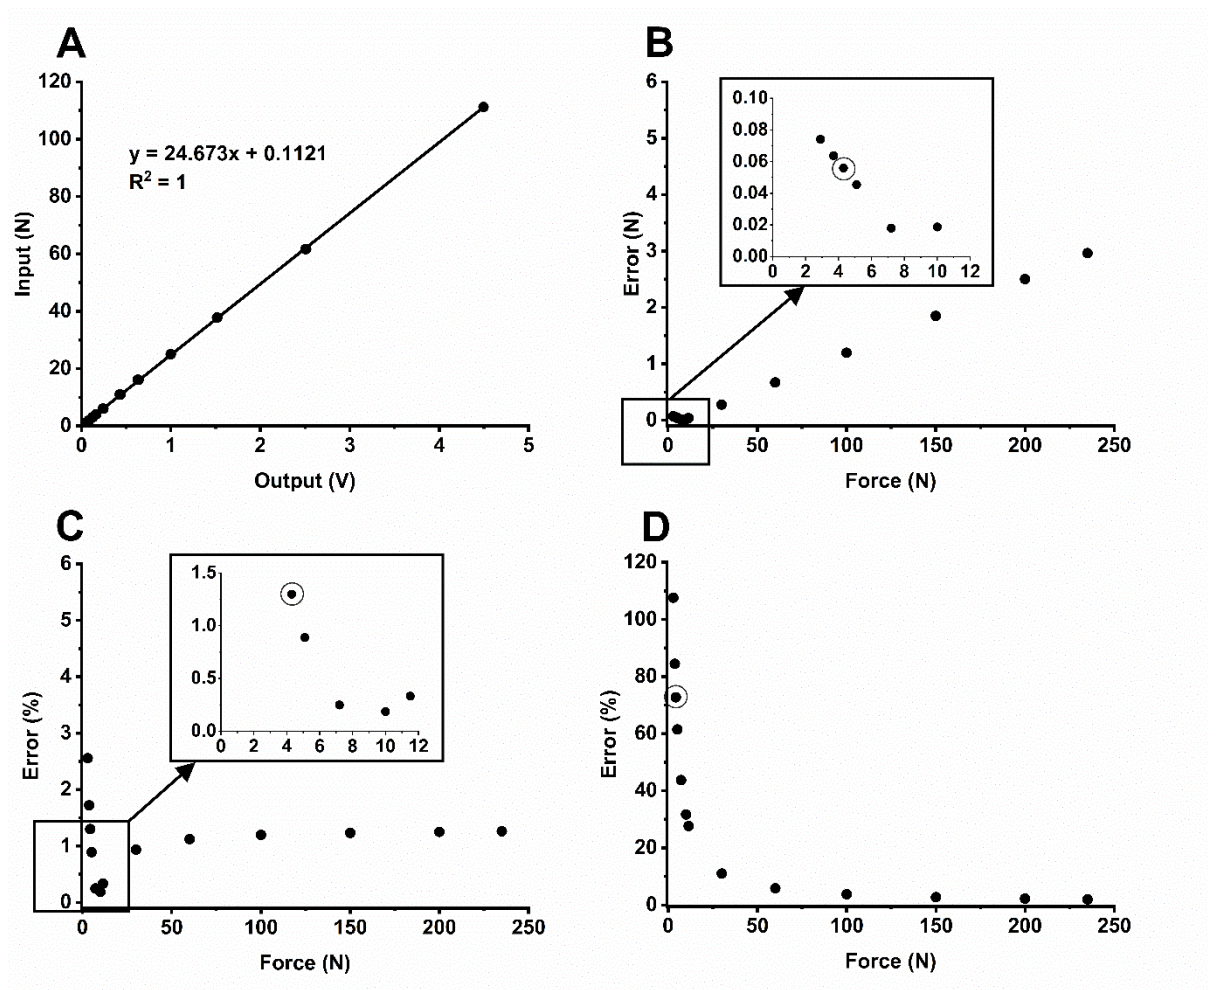 A
120
100
80
60
40
20
0
y = 24.673x + 0.1121
R² = 1
Input (N)
0 1 2 3 4 5
Output (V)
B
6
5
4
3
2
1
0
Error (N)
0.10
0.08
0.06
0.04
0.02
0.00
0 2 4 6 8 10 12
0 50 100 150 200 250
Force (N)
C
6
5
4
3
2
1
0
Error (%)
1.5
1.0
0.5
0.0
0 2 4 6 8 10 12
0 50 100 150 200 250
Force (N)
D
120
100
80
60
40
20
0
Error (%)
0 50 100 150 200 250
Force (N)